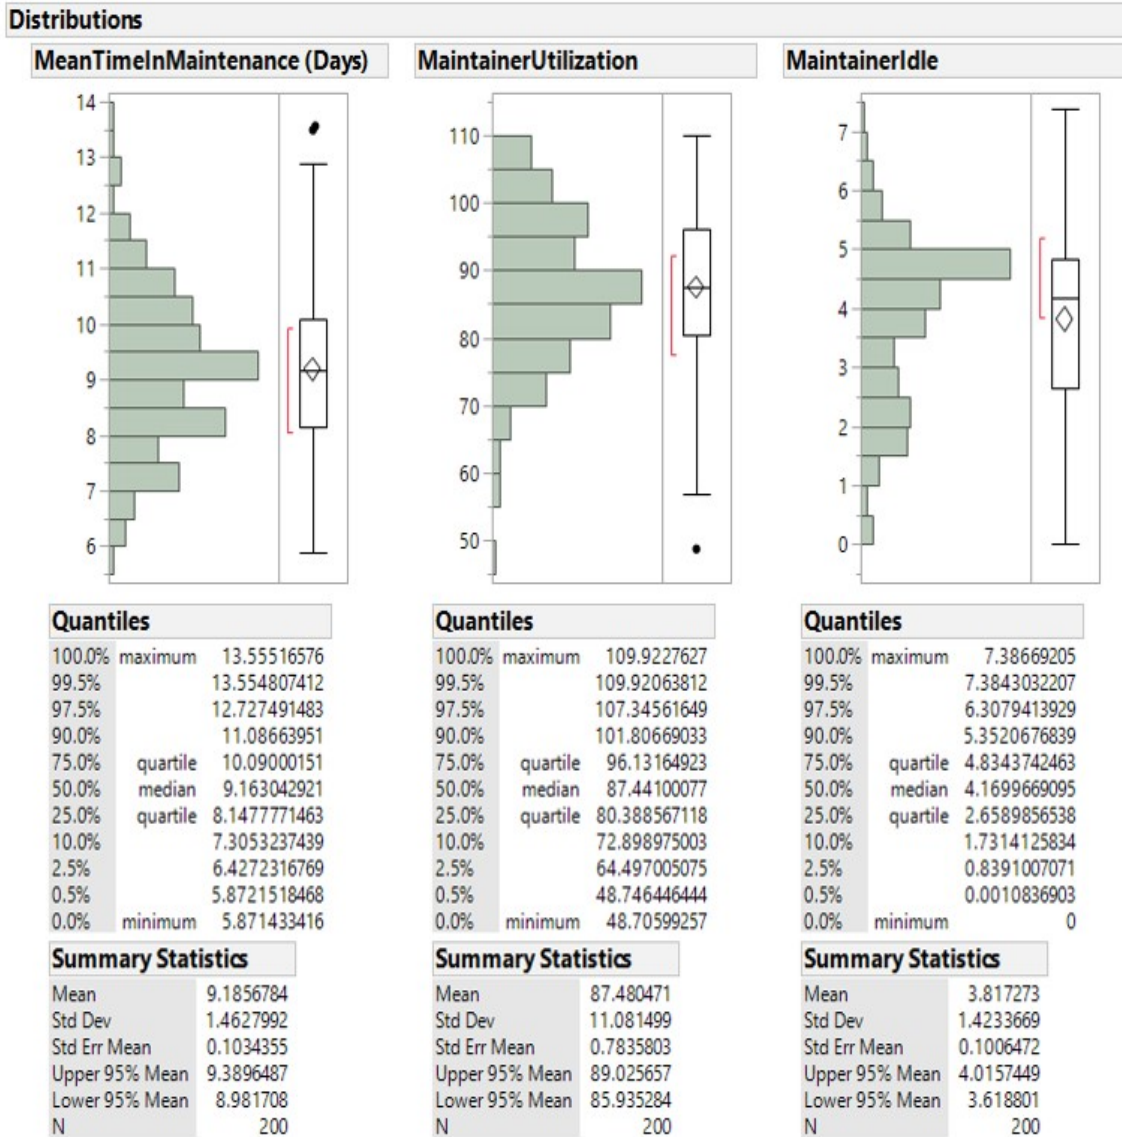 Distributions
MeanTimeInMaintenance (Days)
14
13
12
11
10
9
8
7
6
Quantiles
100.0% maximum 13.55516576
99.5% 13.554807412
97.5% 12.727491483
90.0% 11.08663951
75.0% quartile 10.09000151
50.0% median 9.163042921
25.0% quartile 8.1477771463
10.0% 7.3053237439
2.5% 6.4272316769
0.5% 5.8721518468
0.0% minimum 5.871433416
Summary Statistics
Mean 9.1856784
Std Dev 1.4627992
Std Err Mean 0.1034355
Upper 95% Mean 9.3896487
Lower 95% Mean 8.981708
N 200
MaintainerUtilization
110
100
90
80
70
60
50
Quantiles
100.0% maximum 109.9227627
99.5% 109.92063812
97.5% 107.34561649
90.0% 101.80669033
75.0% quartile 96.13164923
50.0% median 87.44100077
25.0% quartile 80.388567118
10.0% 72.898975003
2.5% 64.497005075
0.5% 48.746446444
0.0% minimum 48.70599257
Summary Statistics
Mean 87.480471
Std Dev 11.081499
Std Err Mean 0.7835803
Upper 95% Mean 89.025657
Lower 95% Mean 85.935284
N 200
MaintainerIdle
7
6
5
4
3
2
1
0
Quantiles
100.0% maximum 7.38669205
99.5% 7.3843032207
97.5% 6.3079413929
90.0% 5.3520676839
75.0% quartile 4.8343742463
50.0% median 4.1699669095
25.0% quartile 2.6589856538
10.0% 1.7314125834
2.5% 0.8391007071
0.5% 0.0010836903
0.0% minimum 0
Summary Statistics
Mean 3.817273
Std Dev 1.4233669
Std Err Mean 0.1006472
Upper 95% Mean 4.0157449
Lower 95% Mean 3.618801
N 200